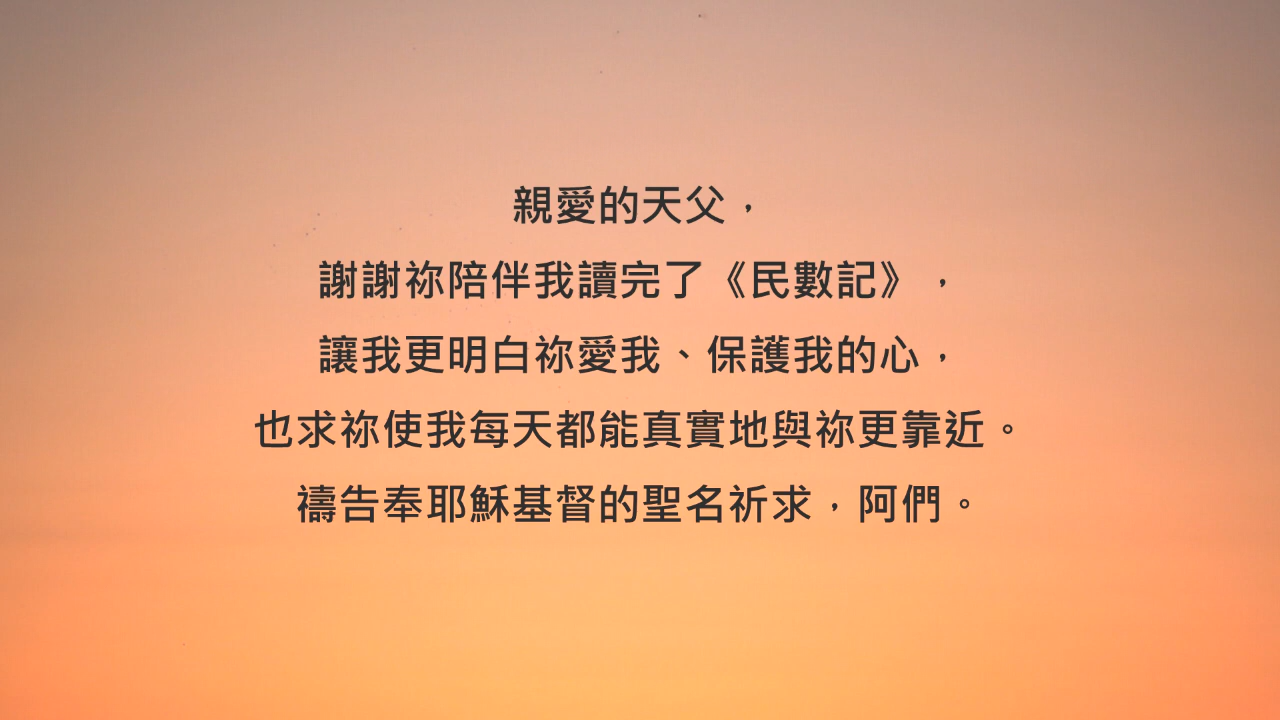 親愛的天父，
謝謝祢陪伴我讀完了《民數記》，
讓我更明白祢愛我、保護我的心，
也求祢使我每天都能真實地與祢更靠近。
禱告奉耶穌基督的聖名祈求，阿們。